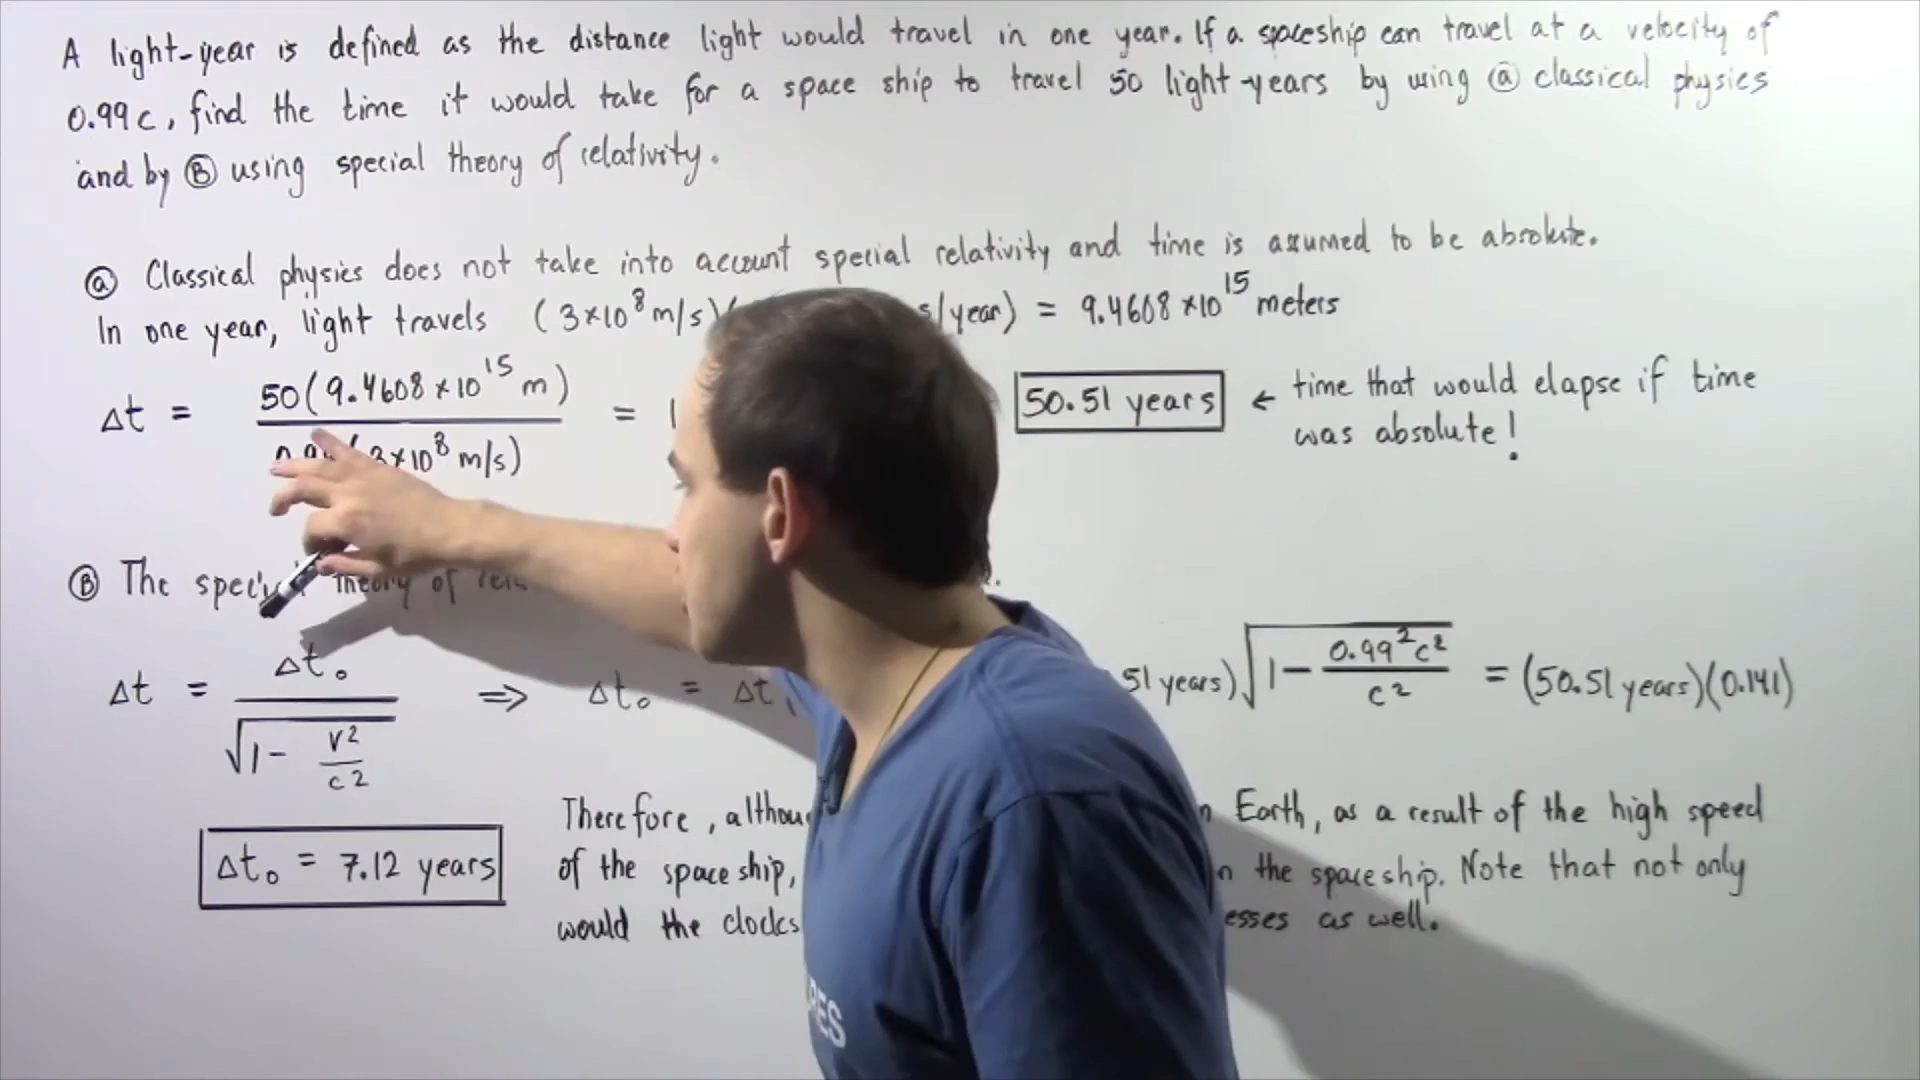 A light-year is defined as the distance light would travel in one year. If a spaceship can travel at a velocity of
0.99c, find the time it would take for a space ship to travel 50 light-years by using ⓐ classical physics
and by Ⓑ using special theory of relativity.
ⓐ Classical physics does not take into account special relativity and time is assumed to be absolute.
In one year, light travels (3×10⁸ m/s)( s/year) = 9.4608×10¹⁵ meters
Δt = 50(9.4608×10¹⁵ m) / 0.99(3×10⁸ m/s) = 1 50.51 years ← time that would elapse if time
was absolute!
Ⓑ The special theory of
Δt = Δt₀ / √(1 - v²/c²) ⇒ Δt₀ = Δt 51 years)√(1 - 0.99²c²/c²) = (50.51 years)(0.141)
Δt₀ = 7.12 years
Therefore, Earth, as a result of the high speed
of the space ship, the spaceship. Note that not only
would the clocks as well.